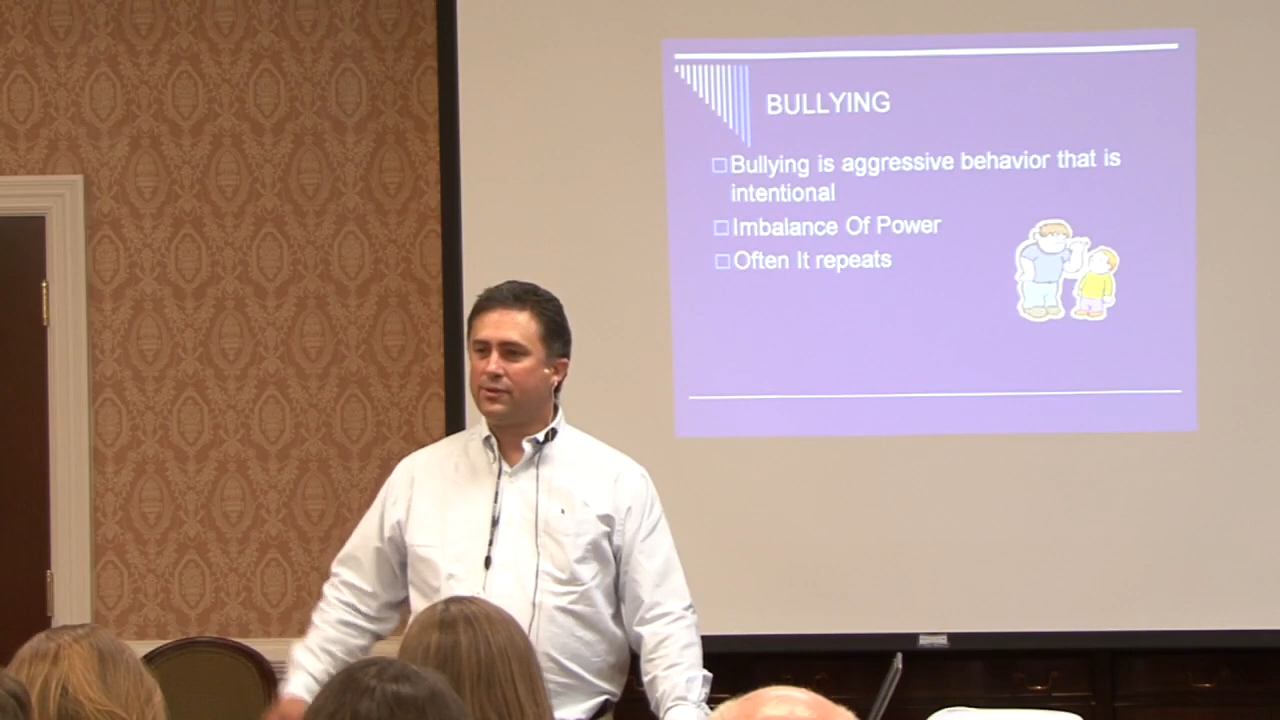 BULLYING
Bullying is aggressive behavior that is
intentional
Imbalance Of Power
Often It repeats